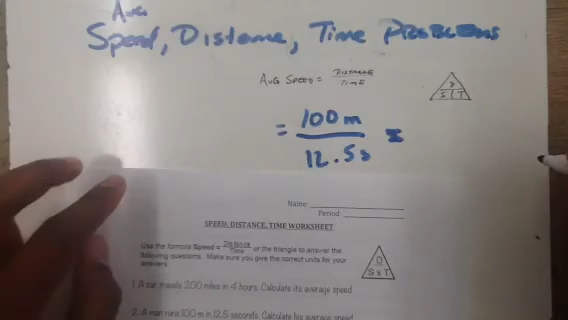 Avg
Speed, Distance, Time PROBLEMS
AVG SPEED = DISTANCE
TIME
D
S T
= 100 m =
12.5s
Name:
Period
SPEED, DISTANCE, TIME WORKSHEET
Use the formula Speed = Distance
Time or the triangle to answer the
following questions. Make sure you give the correct units for your
answers.
D
S x T
1. A car travels 200 miles in 4 hours. Calculate its average speed
2. A man runs 100 m in 12.5 seconds. Calculate his average speed